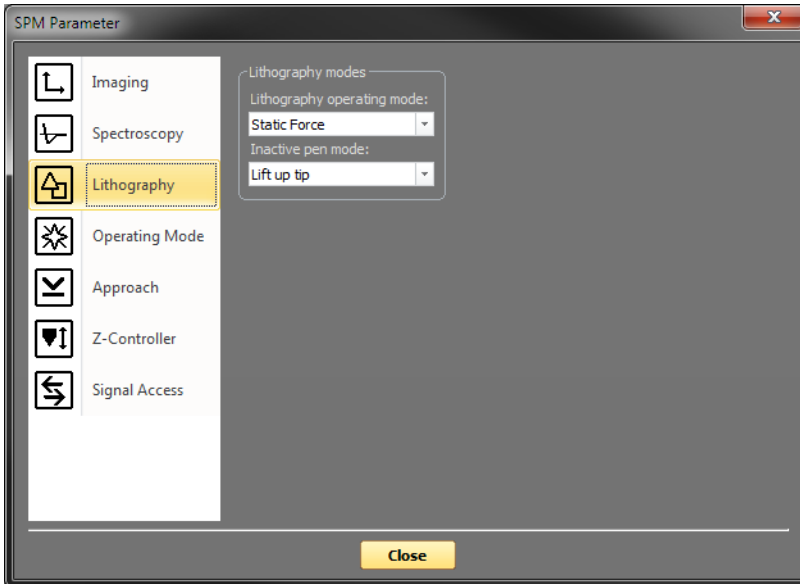 SPM Parameter
Imaging
Spectroscopy
Lithography
Operating Mode
Approach
Z-Controller
Signal Access
Lithography modes
Lithography operating mode:
Static Force
Inactive pen mode:
Lift up tip
Close